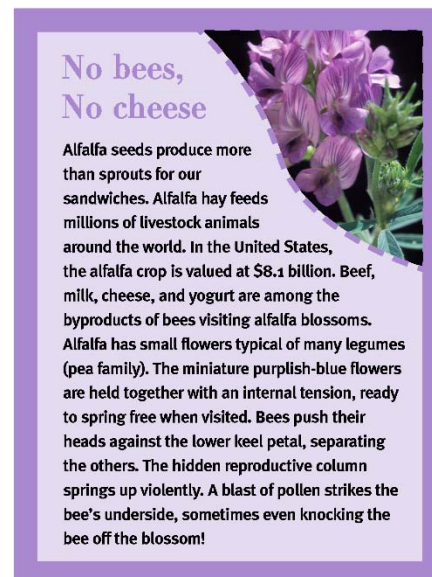 No bees,
No cheese
Alfalfa seeds produce more
than sprouts for our
sandwiches. Alfalfa hay feeds
millions of livestock animals
around the world. In the United States,
the alfalfa crop is valued at $8.1 billion. Beef,
milk, cheese, and yogurt are among the
byproducts of bees visiting alfalfa blossoms.
Alfalfa has small flowers typical of many legumes
(pea family). The miniature purplish-blue flowers
are held together with an internal tension, ready
to spring free when visited. Bees push their
heads against the lower keel petal, separating
the others. The hidden reproductive column
springs up violently. A blast of pollen strikes the
bee's underside, sometimes even knocking the
bee off the blossom!